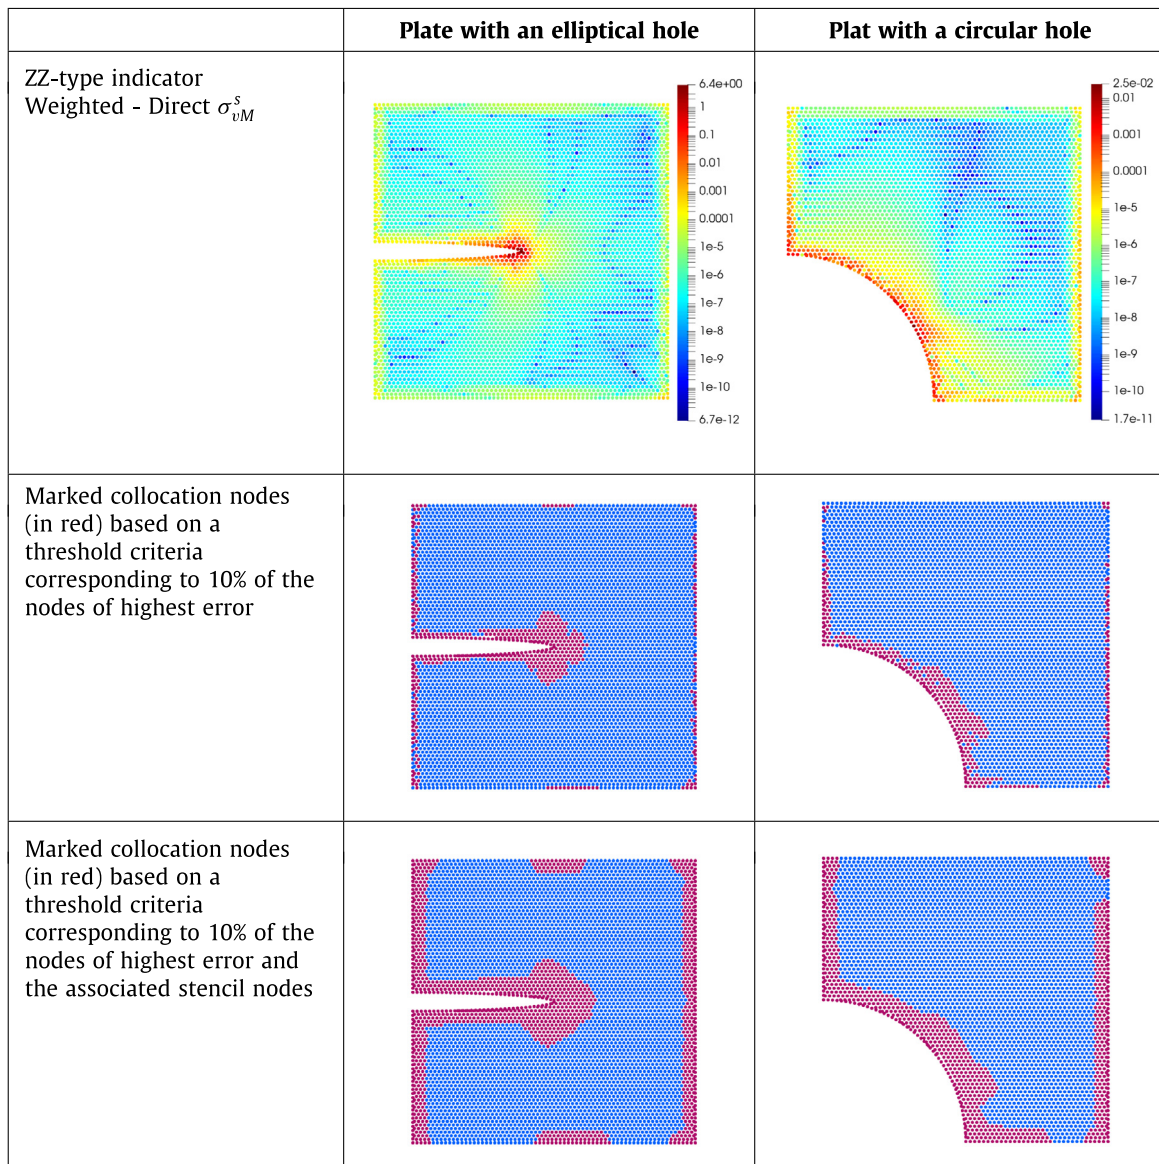 Plate with an elliptical hole
Plat with a circular hole
ZZ-type indicator
Weighted - Direct σ^s_vM
6.4e+00
1
0.1
0.01
0.001
0.0001
1e-5
1e-6
1e-7
1e-8
1e-9
1e-10
6.7e-12
2.5e-02
0.01
0.001
0.0001
1e-5
1e-6
1e-7
1e-8
1e-9
1e-10
1.7e-11
Marked collocation nodes
(in red) based on a
threshold criteria
corresponding to 10% of the
nodes of highest error
Marked collocation nodes
(in red) based on a
threshold criteria
corresponding to 10% of the
nodes of highest error and
the associated stencil nodes